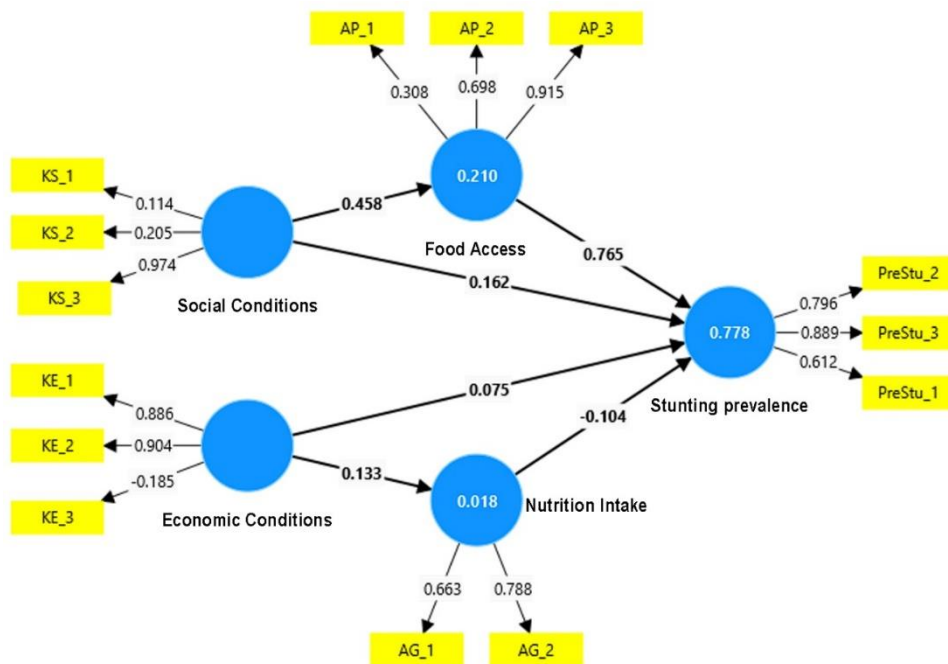 AP_1
AP_2
AP_3
0.308
0.698
0.915
0.210
Food Access
KS_1
KS_2
KS_3
0.114
0.205
0.974
Social Conditions
0.458
0.162
0.765
0.778
Stunting prevalence
PreStu_2
PreStu_3
PreStu_1
0.796
0.889
0.612
KE_1
KE_2
KE_3
0.886
0.904
-0.185
Economic Conditions
0.075
0.133
-0.104
0.018
Nutrition Intake
0.663
0.788
AG_1
AG_2